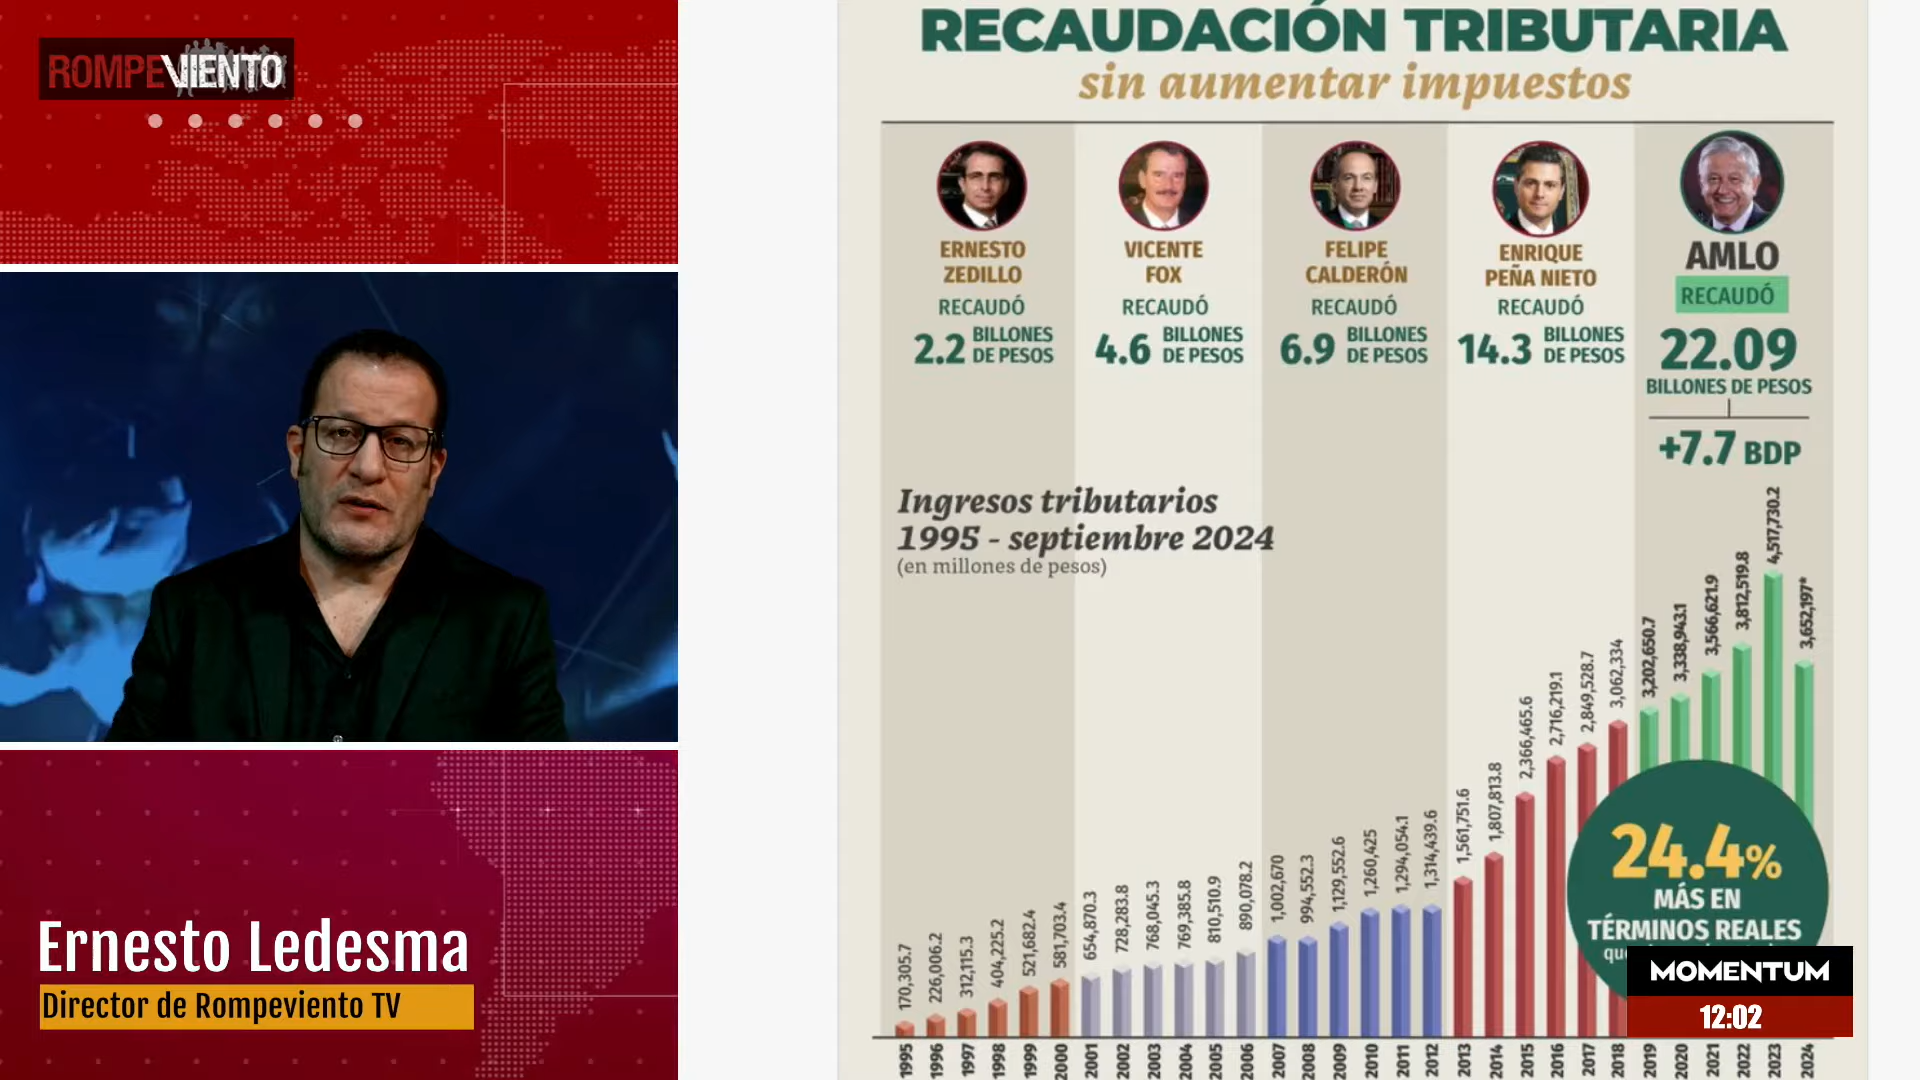 ROMPEVIENTO
Ernesto Ledesma
Director de Rompeviento TV
RECAUDACIÓN TRIBUTARIA
sin aumentar impuestos
ERNESTO
ZEDILLO
RECAUDÓ
2.2 BILLONES
DE PESOS
VICENTE
FOX
RECAUDÓ
4.6 BILLONES
DE PESOS
FELIPE
CALDERÓN
RECAUDÓ
6.9 BILLONES
DE PESOS
ENRIQUE
PEÑA NIETO
RECAUDÓ
14.3 BILLONES
DE PESOS
AMLO
RECAUDÓ
22.09
BILLONES DE PESOS
+7.7 BDP
Ingresos tributarios
1995 - septiembre 2024
(en millones de pesos)
170,305.7
226,006.2
312,115.3
404,225.2
521,682.4
581,703.4
654,870.3
728,283.8
768,045.3
769,385.8
810,510.9
890,078.2
1,002,670
994,552.3
1,129,552.6
1,260,425
1,294,054.1
1,314,439.6
1,561,751.6
1,807,813.8
2,366,465.6
2,716,219.1
2,849,528.7
3,062,334
3,202,650.7
3,338,943.1
3,566,621.9
3,812,519.8
4,517,730.2
3,652,197*
24.4%
MÁS EN
TÉRMINOS REALES
1995
1996
1997
1998
1999
2000
2001
2002
2003
2004
2005
2006
2007
2008
2009
2010
2011
2012
2013
2014
2015
2016
2017
2018
2019
2020
2021
2022
2023
2024
MOMENTUM
12:02